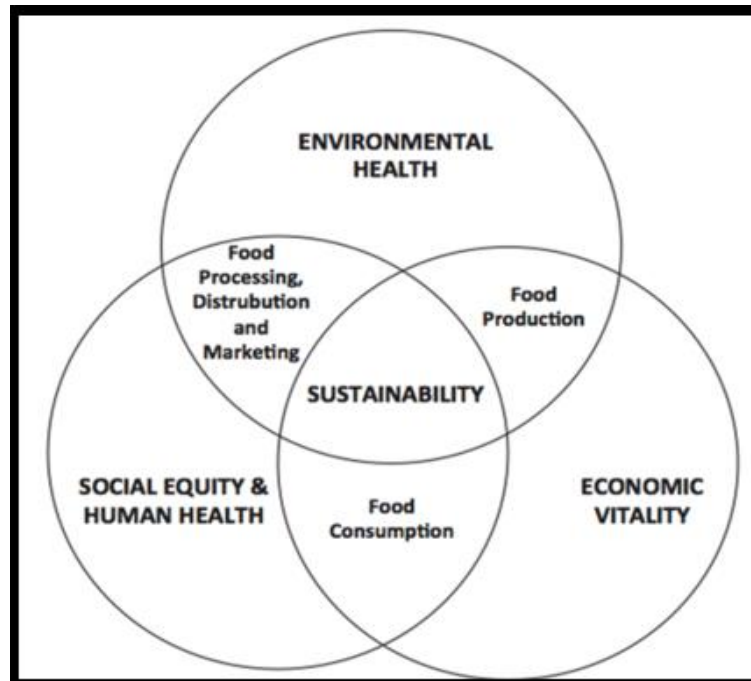 ENVIRONMENTAL
HEALTH
Food
Processing,
Distrubution
and
Marketing
Food
Production
SUSTAINABILITY
SOCIAL EQUITY &
HUMAN HEALTH
Food
Consumption
ECONOMIC
VITALITY